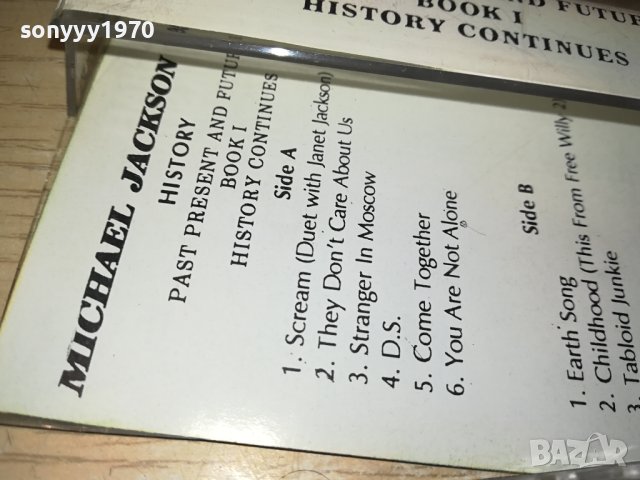 sonyyy1970
BOOK I
HISTORY CONTINUES
MICHAEL JACKSON
HISTORY
PAST PRESENT AND FUTUR
BOOK I
HISTORY CONTINUES
Side A
1. Scream (Duet with Janet Jackson)
2. They Don't Care About Us
3. Stranger In Moscow
4. D.S.
5. Come Together
6. You Are Not Alone
Side B
1. Earth Song
2. Childhood (This From Free Willy 2
3. Tabloid Junkie
BAZAR